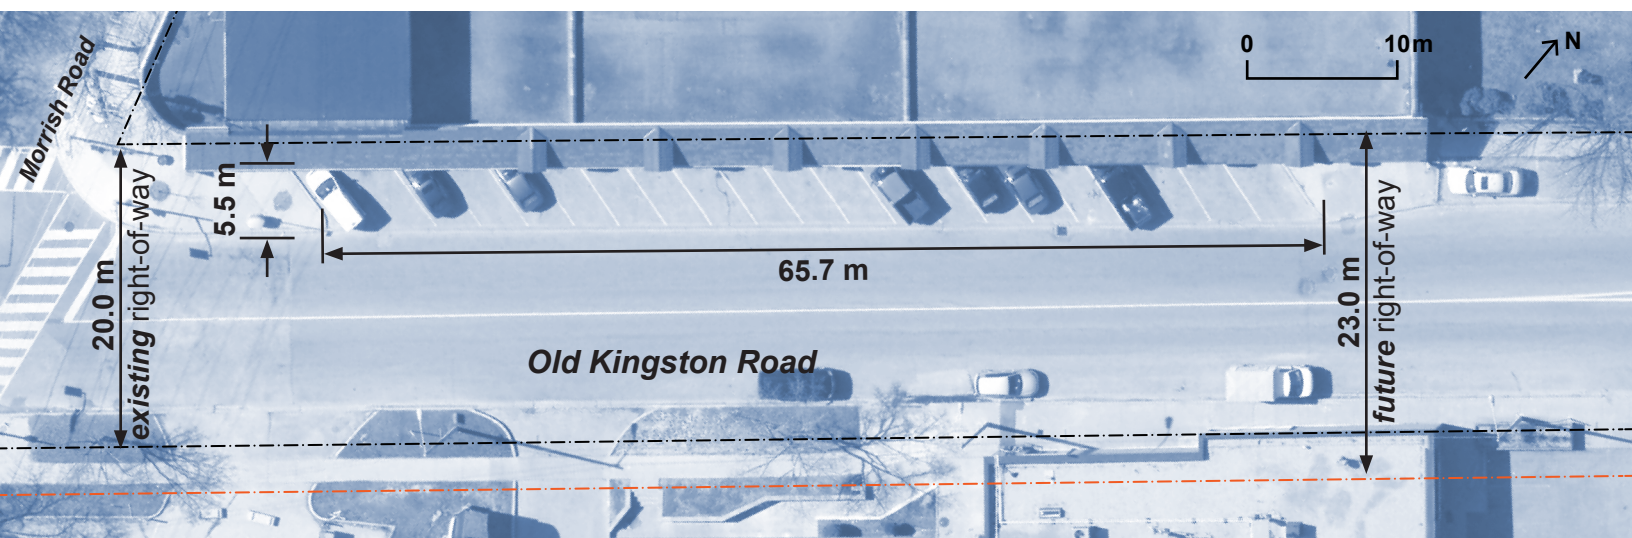 0 10m
N
Morrish Road
5.5 m
20.0 m
existing right-of-way
65.7 m
23.0 m
future right-of-way
Old Kingston Road